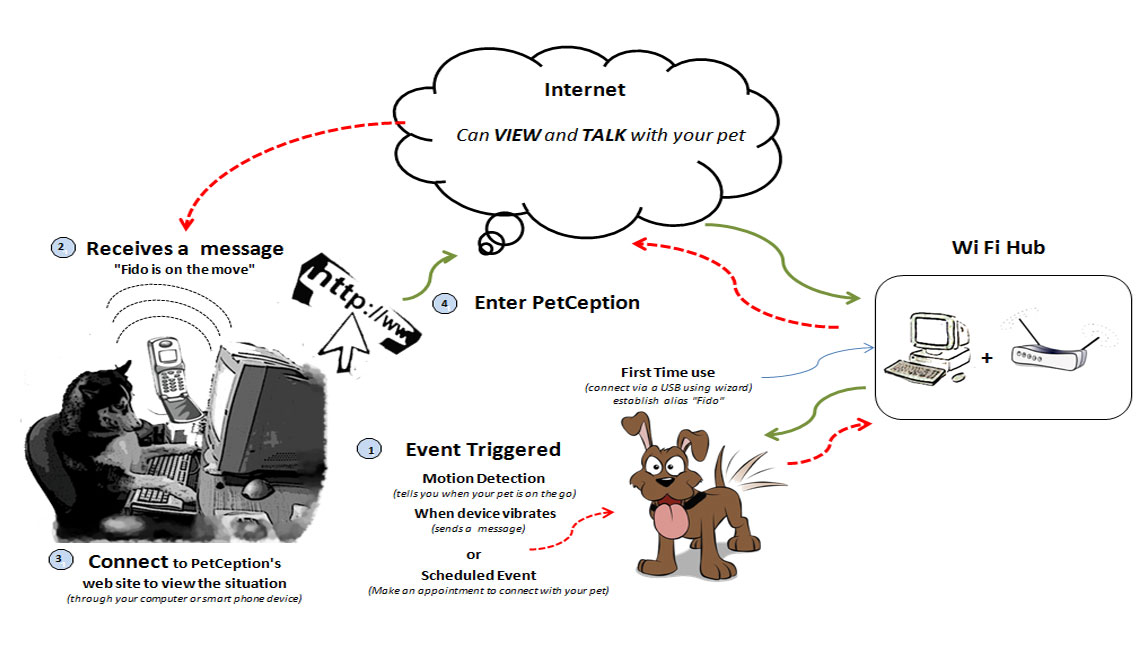 Internet
Can VIEW and TALK with your pet
2
Receives a message
"Fido is on the move"
http://ww
4
Enter PetCeption
Wi Fi Hub
+
First Time use
(connect via a USB using wizard)
establish alias "Fido"
1
Event Triggered
Motion Detection
(tells you when your pet is on the go)
When device vibrates
(sends a message)
or
Scheduled Event
(Make an appointment to connect with your pet)
3
Connect to PetCeption's
web site to view the situation
(through your computer or smart phone device)